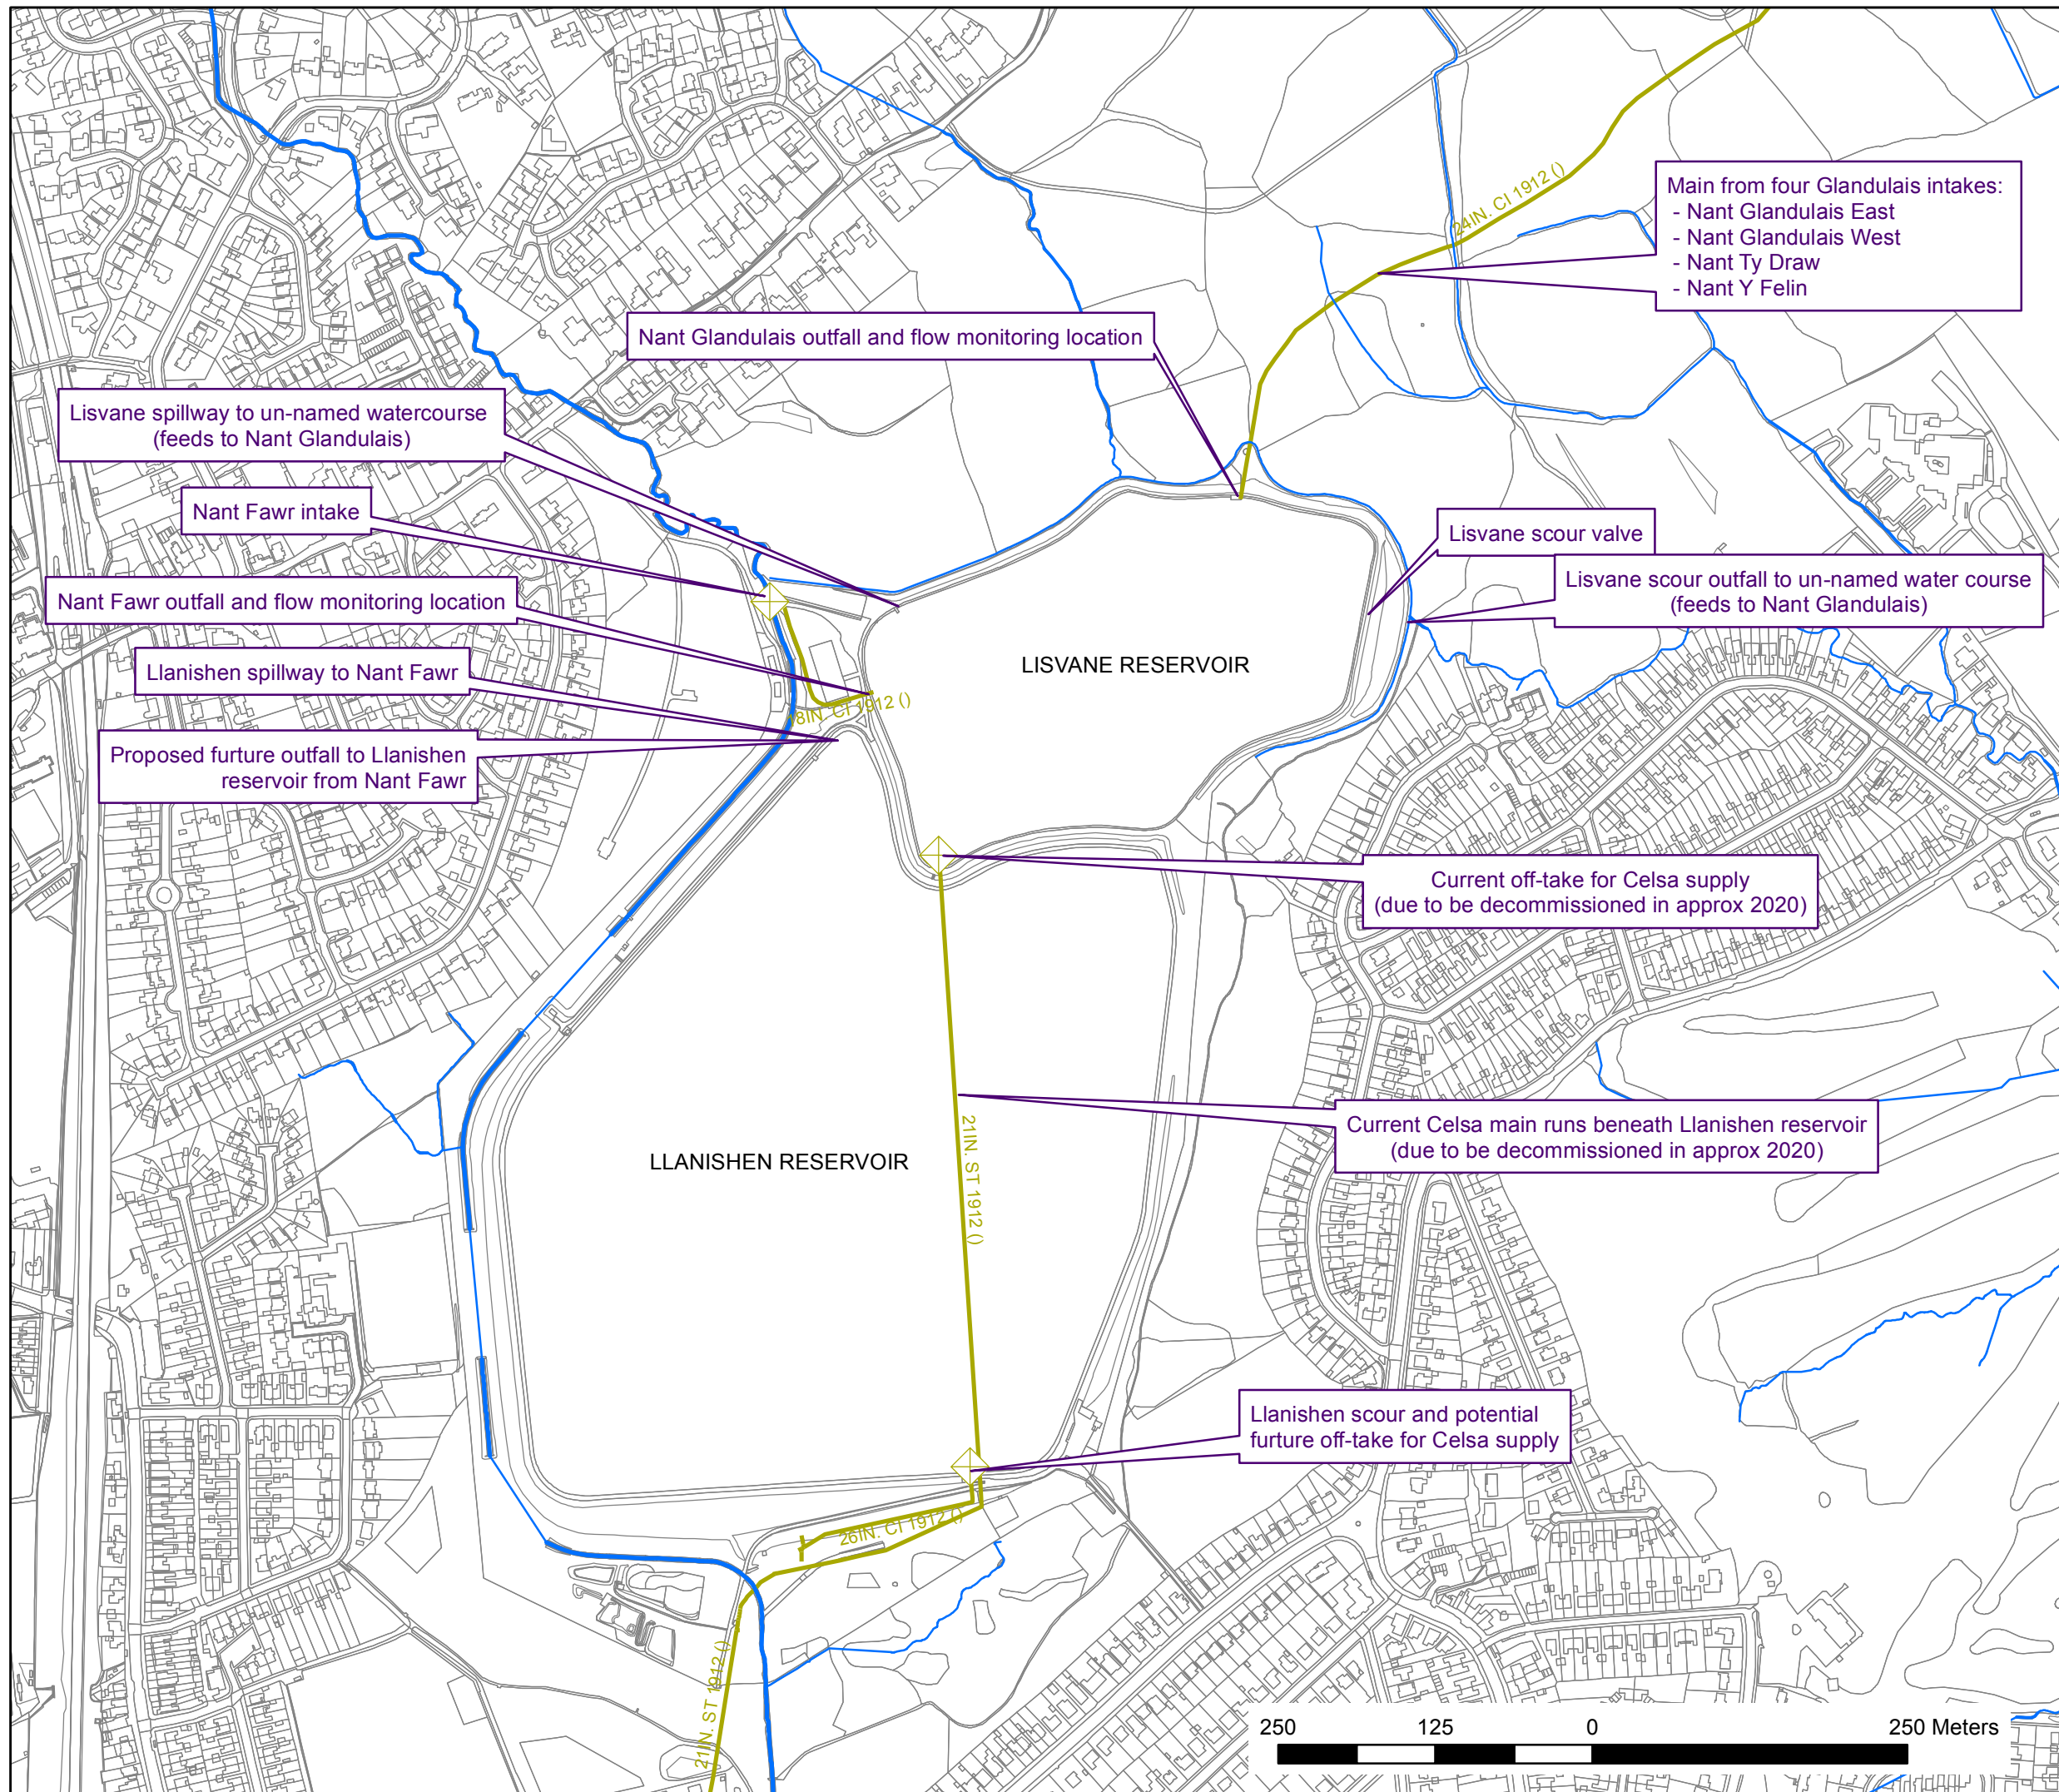 24IN. CI 1912 ()
Main from four Glandulais intakes:
- Nant Glandulais East
- Nant Glandulais West
- Nant Ty Draw
- Nant Y Felin
Nant Glandulais outfall and flow monitoring location
Lisvane spillway to un-named watercourse
(feeds to Nant Glandulais)
Nant Fawr intake
Lisvane scour valve
Lisvane scour outfall to un-named water course
(feeds to Nant Glandulais)
Nant Fawr outfall and flow monitoring location
Llanishen spillway to Nant Fawr
LISVANE RESERVOIR
18IN. CI 1912 ()
Proposed furture outfall to Llanishen
reservoir from Nant Fawr
Current off-take for Celsa supply
(due to be decommissioned in approx 2020)
Current Celsa main runs beneath Llanishen reservoir
(due to be decommissioned in approx 2020)
21IN. ST 1912 ()
LLANISHEN RESERVOIR
Llanishen scour and potential
furture off-take for Celsa supply
26IN. CI 1912 ()
21IN. ST 1912 ()
250 125 0 250 Meters